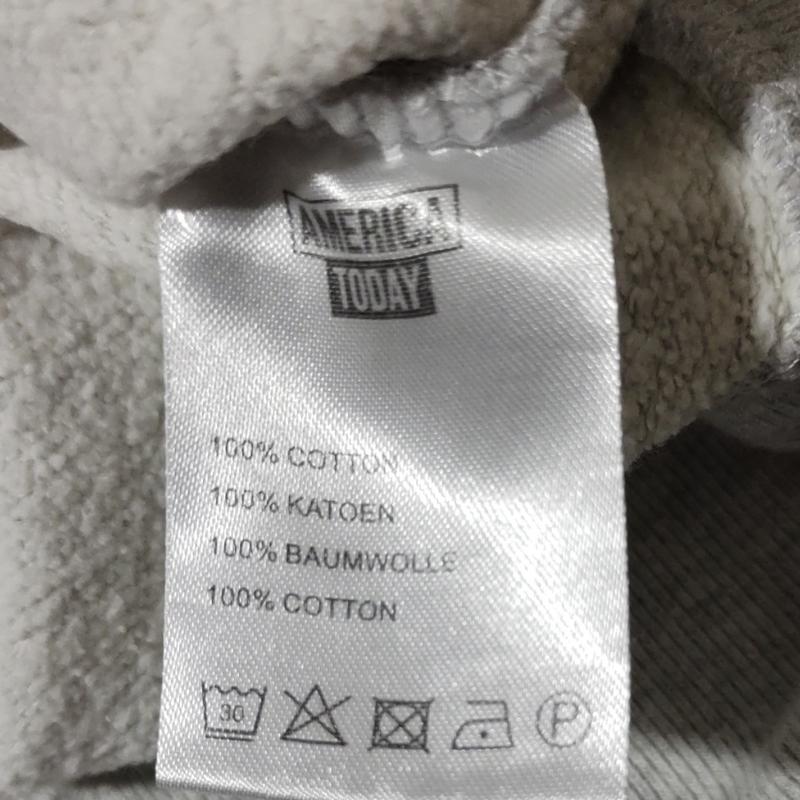 AMERICA
TODAY
100% COTTON
100% KATOEN
100% BAUMWOLLE
100% COTTON
30 P